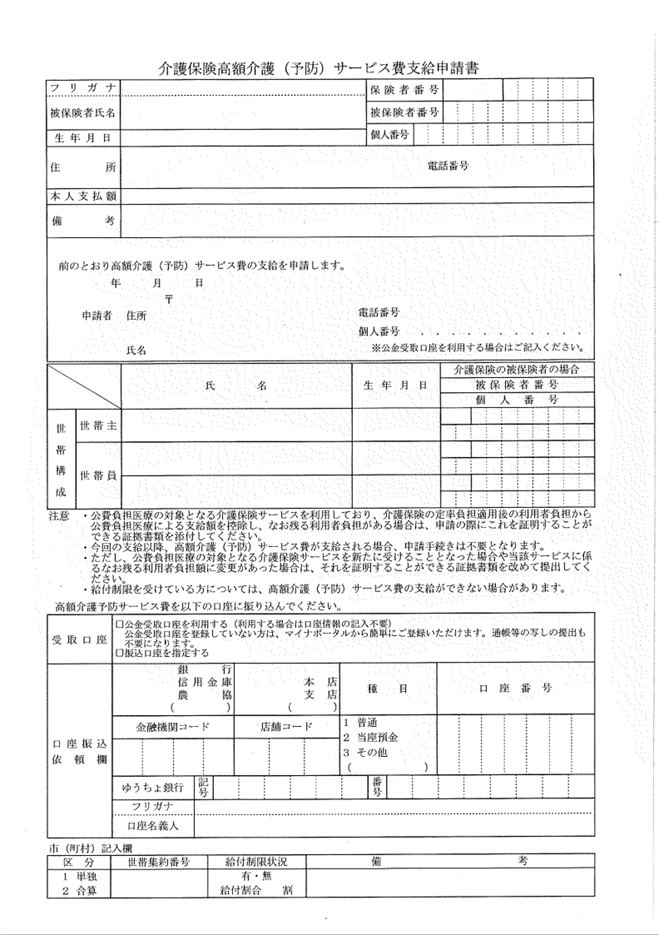 介護保険高額介護（予防）サービス費支給申請書
フリガナ
保険者番号
被保険者氏名
被保険者番号
生年月日
個人番号
住　　所
電話番号
本人支払額
備　　考
前のとおり高額介護（予防）サービス費の支給を申請します。
年　　月　　日
〒
申請者　住所
電話番号
個人番号　．．．．．．．．．．．
氏名
※公金受取口座を利用する場合はご記入ください。
氏　　名
生年月日
介護保険の被保険者の場合
被保険者番号
個人番号
世帯構成
世帯主
世帯員
注意　・公費負担医療の対象となる介護保険サービスを利用しており、介護保険の定率負担適用後の利用者負担から
公費負担医療による支給額を控除し、なお残る利用者負担がある場合は、申請の際にこれを証明することが
できる証拠書類を添付してください。
・今回の支給以降、高額介護（予防）サービス費が支給される場合、申請手続きは不要となります。
・ただし、公費負担医療の対象となる介護保険サービスを新たに受けることとなった場合や当該サービスに係
るなお残る利用者負担額に変更があった場合は、それを証明することができる証拠書類を改めて提出してく
ださい。
・給付制限を受けている方については、高額介護（予防）サービス費の支給ができない場合があります。
高額介護予防サービス費を以下の口座に振り込んでください。
受取口座
□公金受取口座を利用する（利用する場合は口座情報の記入不要）
公金受取口座を登録していない方は、マイナポータルから簡単にご登録いただけます。通帳等の写しの提出も
不要になります。
□振込口座を指定する
口座振込
依頼欄
銀　　行
信用金庫
農　　協
（　　　　）
本　店
支　店
（　　　　）
種　目
口座番号
金融機関コード
店舗コード
1　普通
2　当座預金
3　その他
（　　　　　）
ゆうちょ銀行
記号
番号
フリガナ
口座名義人
市（町村）記入欄
区　分
世帯集約番号
給付制限状況
備　　考
1　単独
2　合算
有・無
給付割合　　割